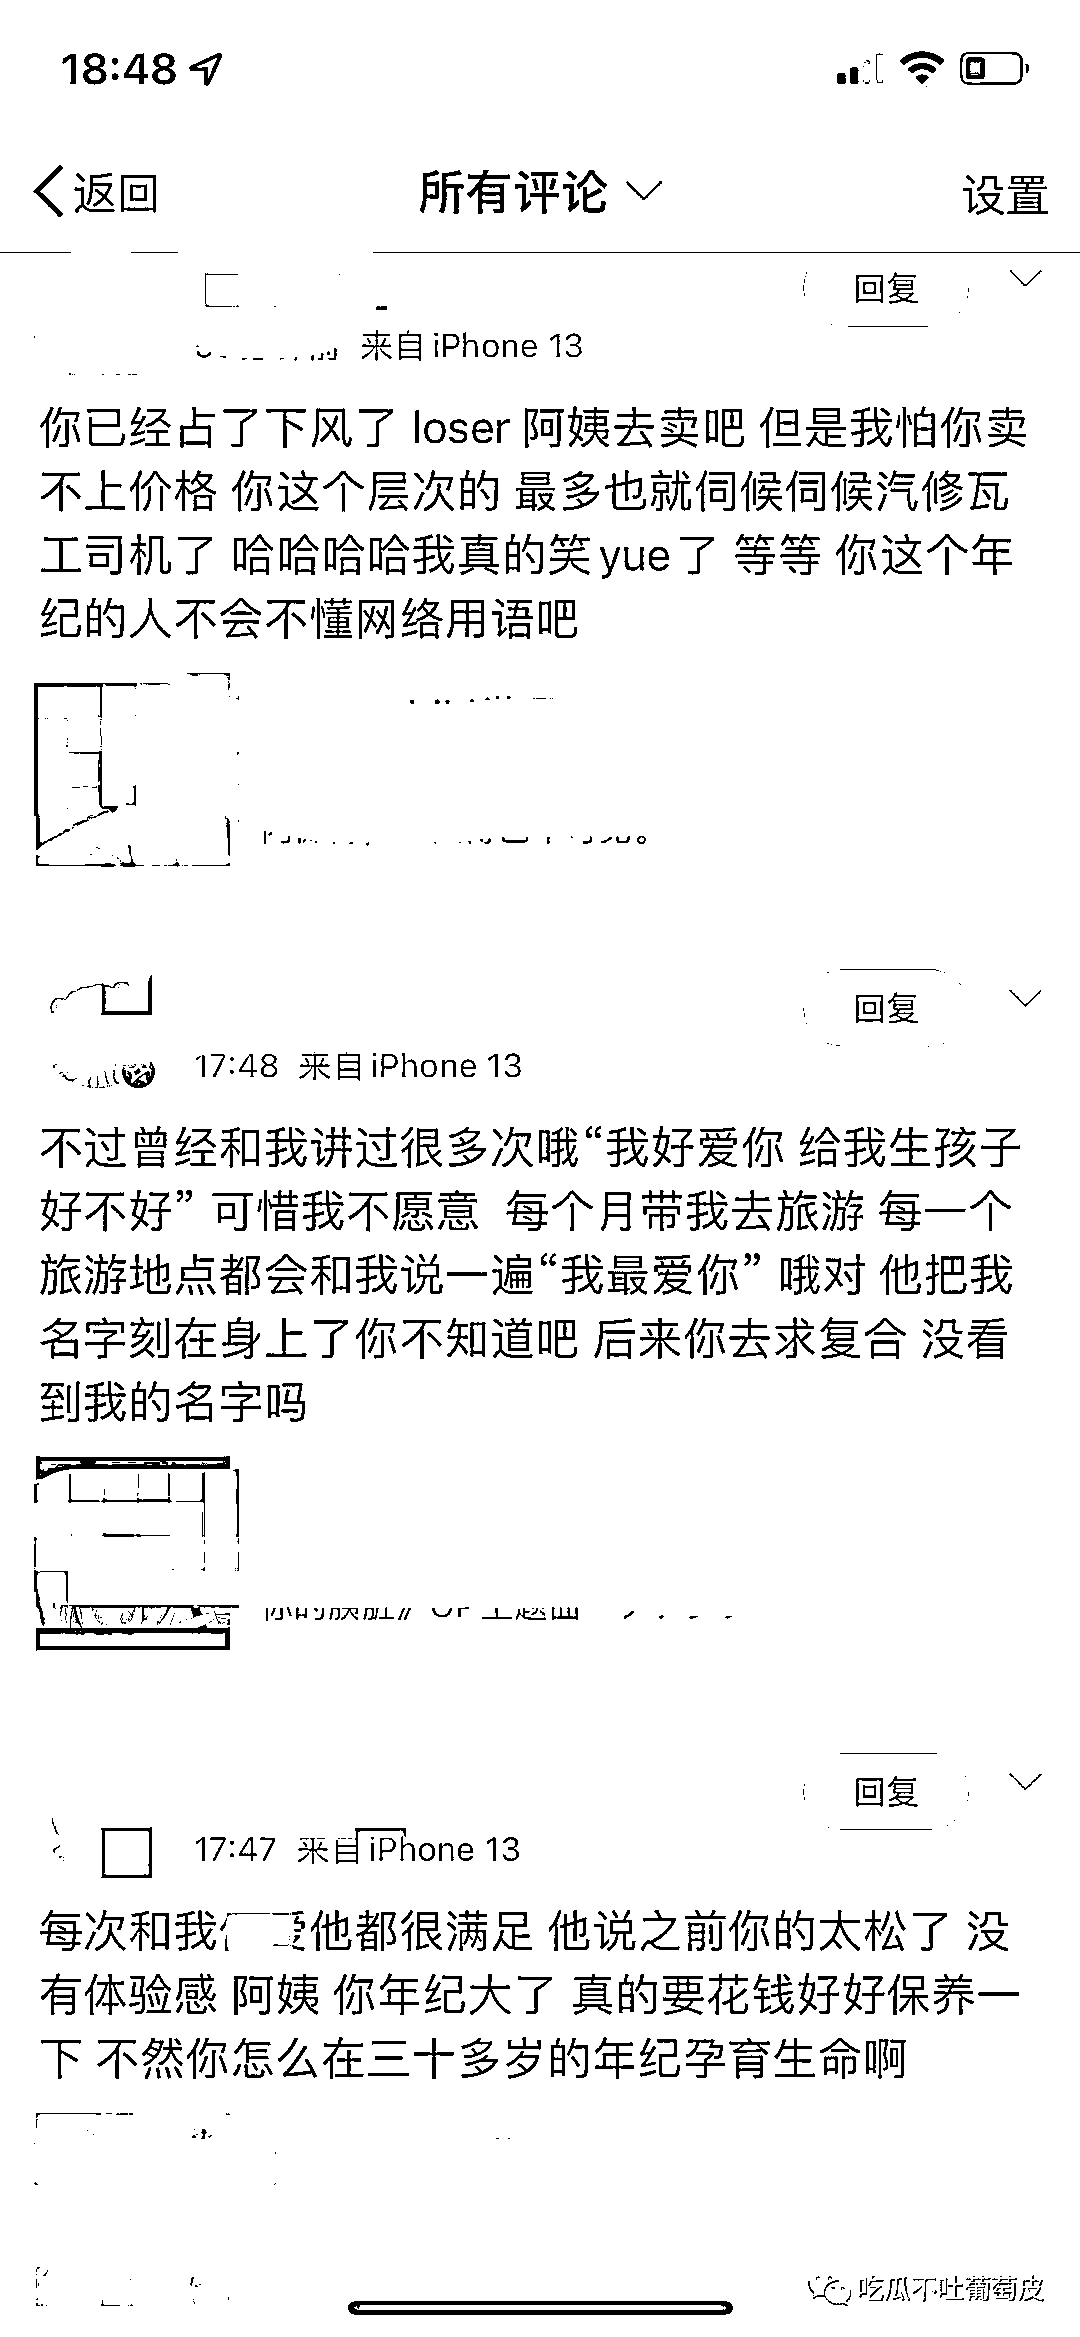 18:48
返回 所有评论 设置
回复
来自 iPhone 13
你已经占了下风了 loser 阿姨去卖吧 但是我怕你卖
不上价格 你这个层次的 最多也就伺候伺候汽修瓦
工司机了 哈哈哈哈我真的笑yue了 等等 你这个年
纪的人不会不懂网络用语吧
回复
17:48 来自 iPhone 13
不过曾经和我讲过很多次哦“我好爱你 给我生孩子
好不好” 可惜我不愿意 每个月带我去旅游 每一个
旅游地点都会和我说一遍“我最爱你” 哦对 他把我
名字刻在身上了你不知道吧 后来你去求复合 没看
到我的名字吗
你的胰脏》OP主题曲
回复
17:47 来自 iPhone 13
每次和我 他都很满足 他说之前你的太松了 没
有体验感 阿姨 你年纪大了 真的要花钱好好保养一
下 不然你怎么在三十多岁的年纪孕育生命啊
吃瓜不吐葡萄皮